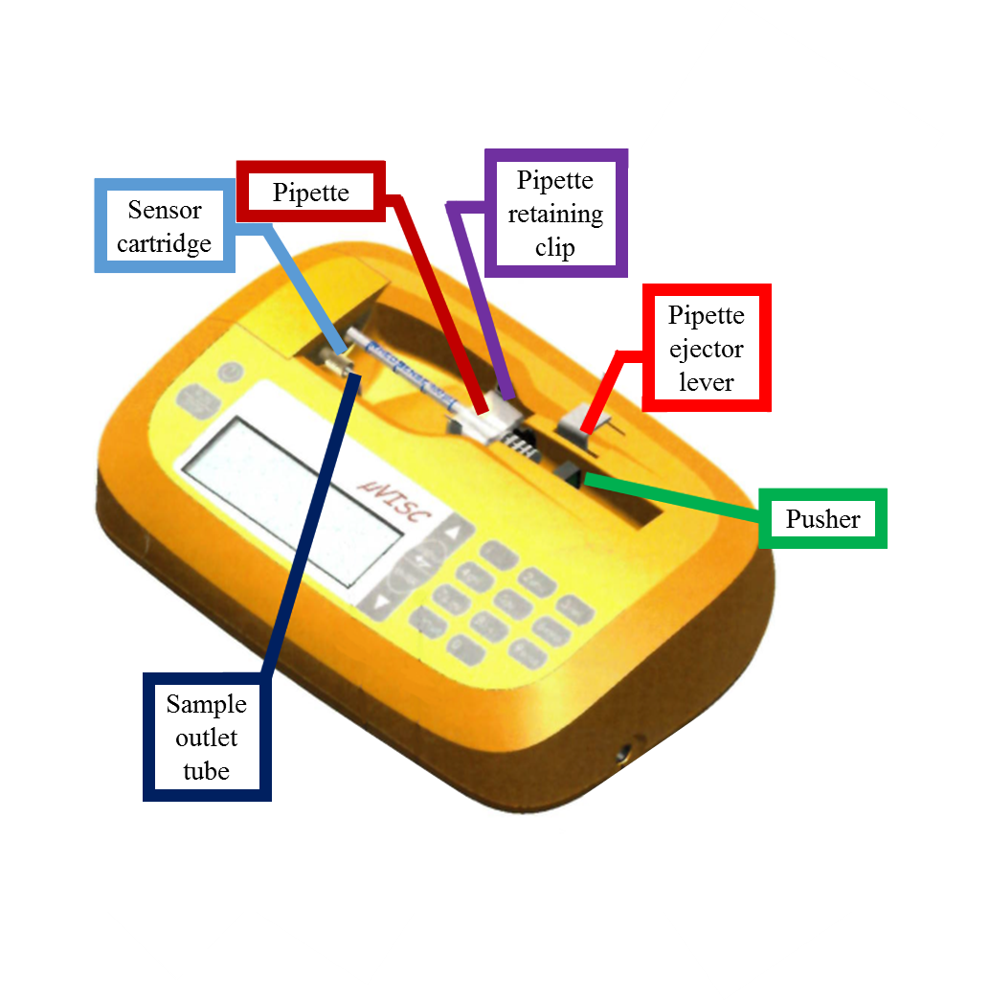 Pipette
Sensor
cartridge
Pipette
retaining
clip
Pipette
ejector
lever
Pusher
µVISC
Sample
outlet
tube